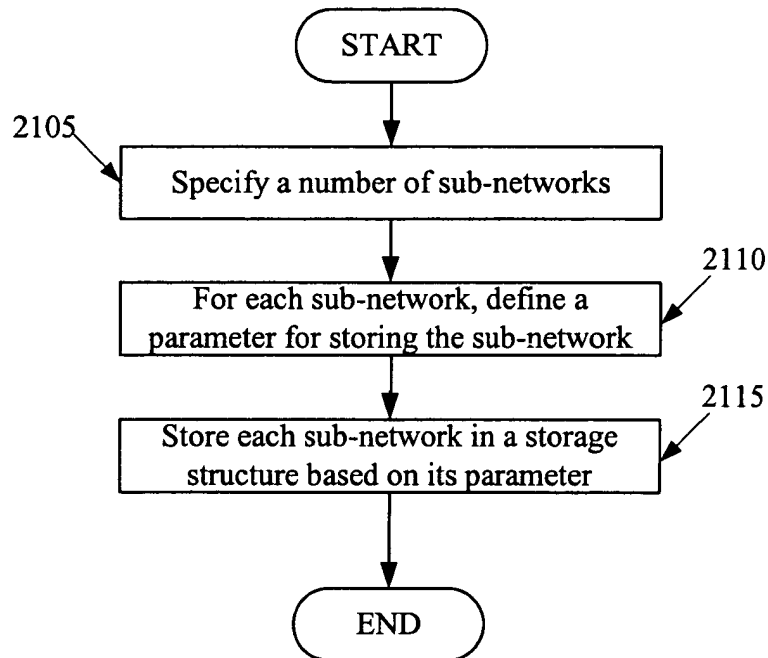 START
2105
Specify a number of sub-networks
2110
For each sub-network, define a
parameter for storing the sub-network
2115
Store each sub-network in a storage
structure based on its parameter
END